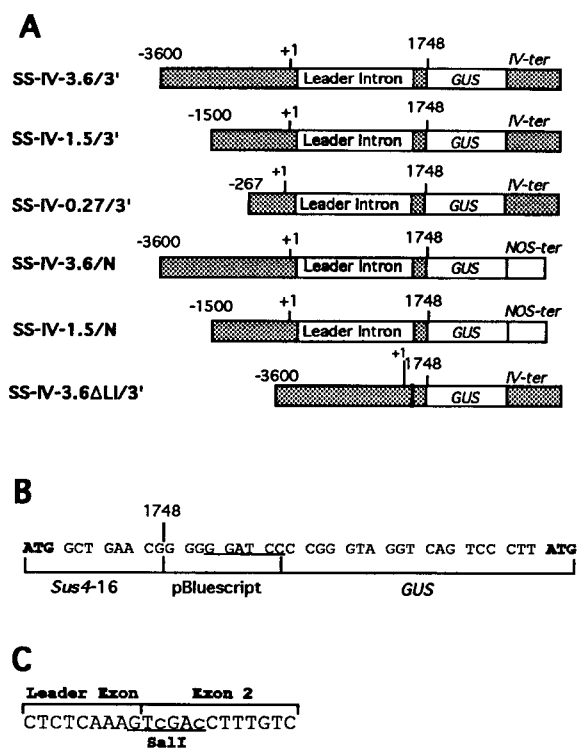 A
-3600 +1 1748 IV-ter
SS-IV-3.6/3' Leader Intron GUS
-1500 +1 1748 IV-ter
SS-IV-1.5/3' Leader Intron GUS
-267 +1 1748 IV-ter
SS-IV-0.27/3' Leader Intron GUS
-3600 +1 1748 NOS-ter
SS-IV-3.6/N Leader Intron GUS
-1500 +1 1748 NOS-ter
SS-IV-1.5/N Leader Intron GUS
-3600 +1 1748 IV-ter
SS-IV-3.6ΔLI/3' GUS
B
1748
ATG GCT GAA CGG GGG GAT CCC CCG GTA GGT CAG TCC CTT ATG
Sus4-16 pBluescript GUS
C
Leader Exon Exon 2
CTCTCAAAGTcGAcCTTTGTC
SalI